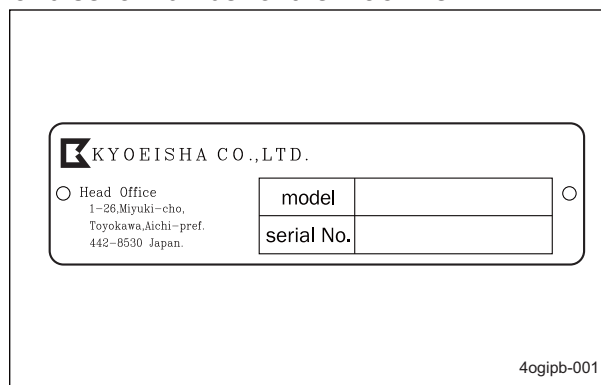 KYOEISHA CO.,LTD.
Head Office
1-26,Miyuki-cho,
Toyokawa,Aichi-pref.
442-8530 Japan.
model
serial No.
4ogipb-001